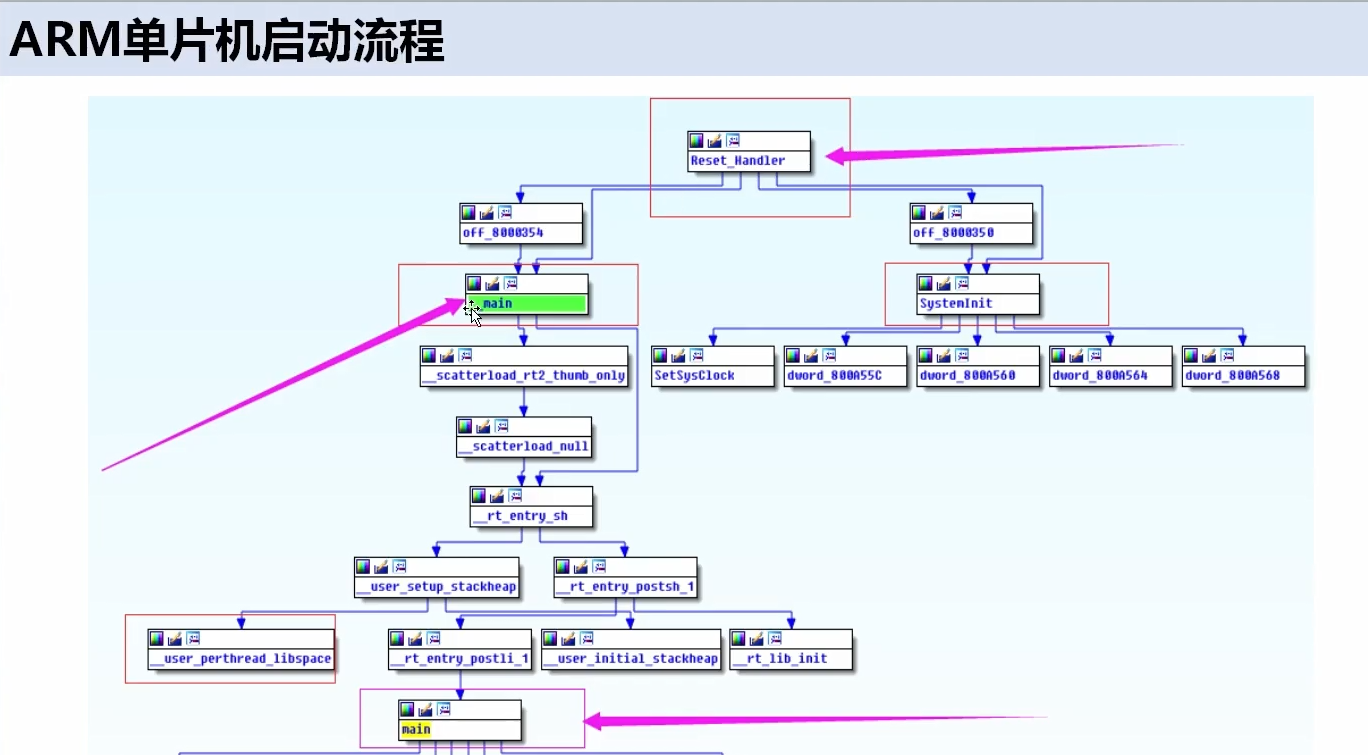 ARM单片机启动流程
Reset_Handler
off_8000354
off_8000350
__main
SystemInit
__scatterload_rt2_thumb_only
SetSysClock
dword_800A55C
dword_800A560
dword_800A564
dword_800A568
__scatterload_null
__rt_entry_sh
__user_setup_stackheap
__rt_entry_postsh_1
__user_perthread_libspace
__rt_entry_postli_1
__user_initial_stackheap
__rt_lib_init
main